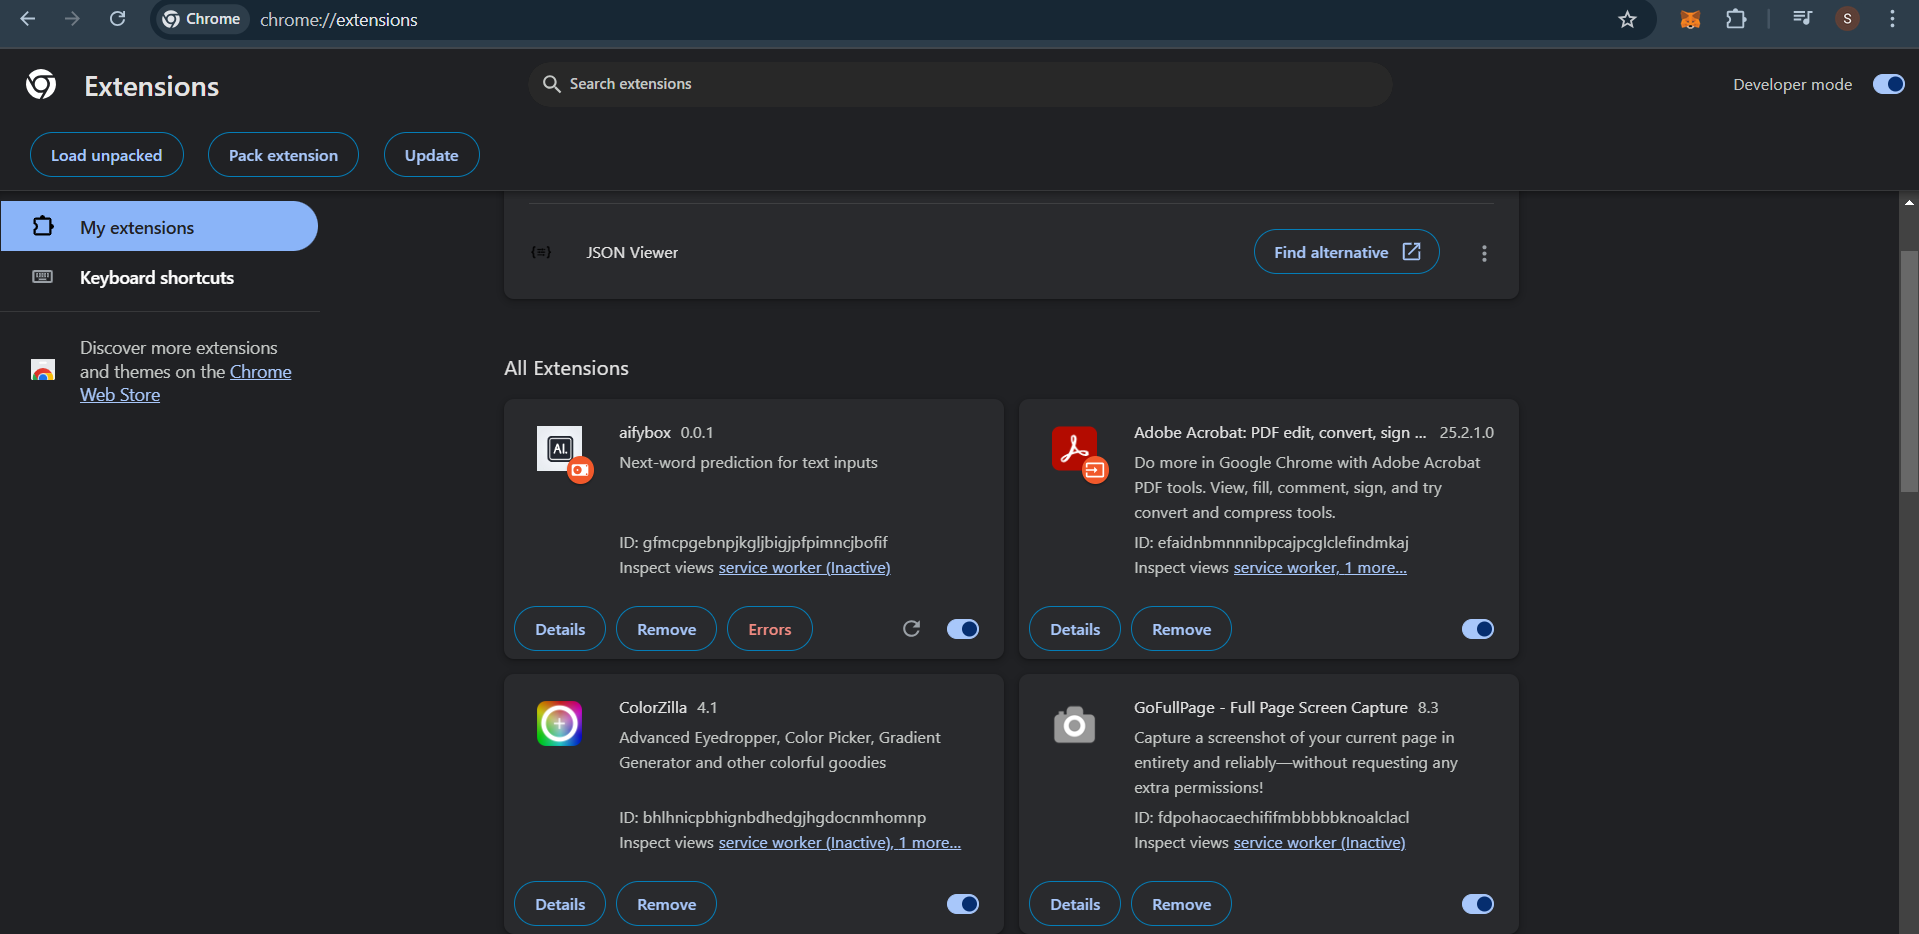 Chrome chrome://extensions S
Extensions
Search extensions
Developer mode
Load unpacked Pack extension Update
My extensions
Keyboard shortcuts
Discover more extensions
and themes on the Chrome
Web Store
JSON Viewer Find alternative
All Extensions
AI.
aifybox 0.0.1
Next-word prediction for text inputs
ID: gfmcpgebnpjkgljbigjpfpimncjbofif
Inspect views service worker (Inactive)
Details Remove Errors
Adobe Acrobat: PDF edit, convert, sign ... 25.2.1.0
Do more in Google Chrome with Adobe Acrobat
PDF tools. View, fill, comment, sign, and try
convert and compress tools.
ID: efaidnbmnnnibpcajpcglclefindmkaj
Inspect views service worker, 1 more...
Details Remove
ColorZilla 4.1
Advanced Eyedropper, Color Picker, Gradient
Generator and other colorful goodies
ID: bhlhnicpbhignbdhedgjhgdocnmhomnp
Inspect views service worker (Inactive), 1 more...
Details Remove
GoFullPage - Full Page Screen Capture 8.3
Capture a screenshot of your current page in
entirety and reliably—without requesting any
extra permissions!
ID: fdpohaocaechififmbbbbbknoalclacl
Inspect views service worker (Inactive)
Details Remove